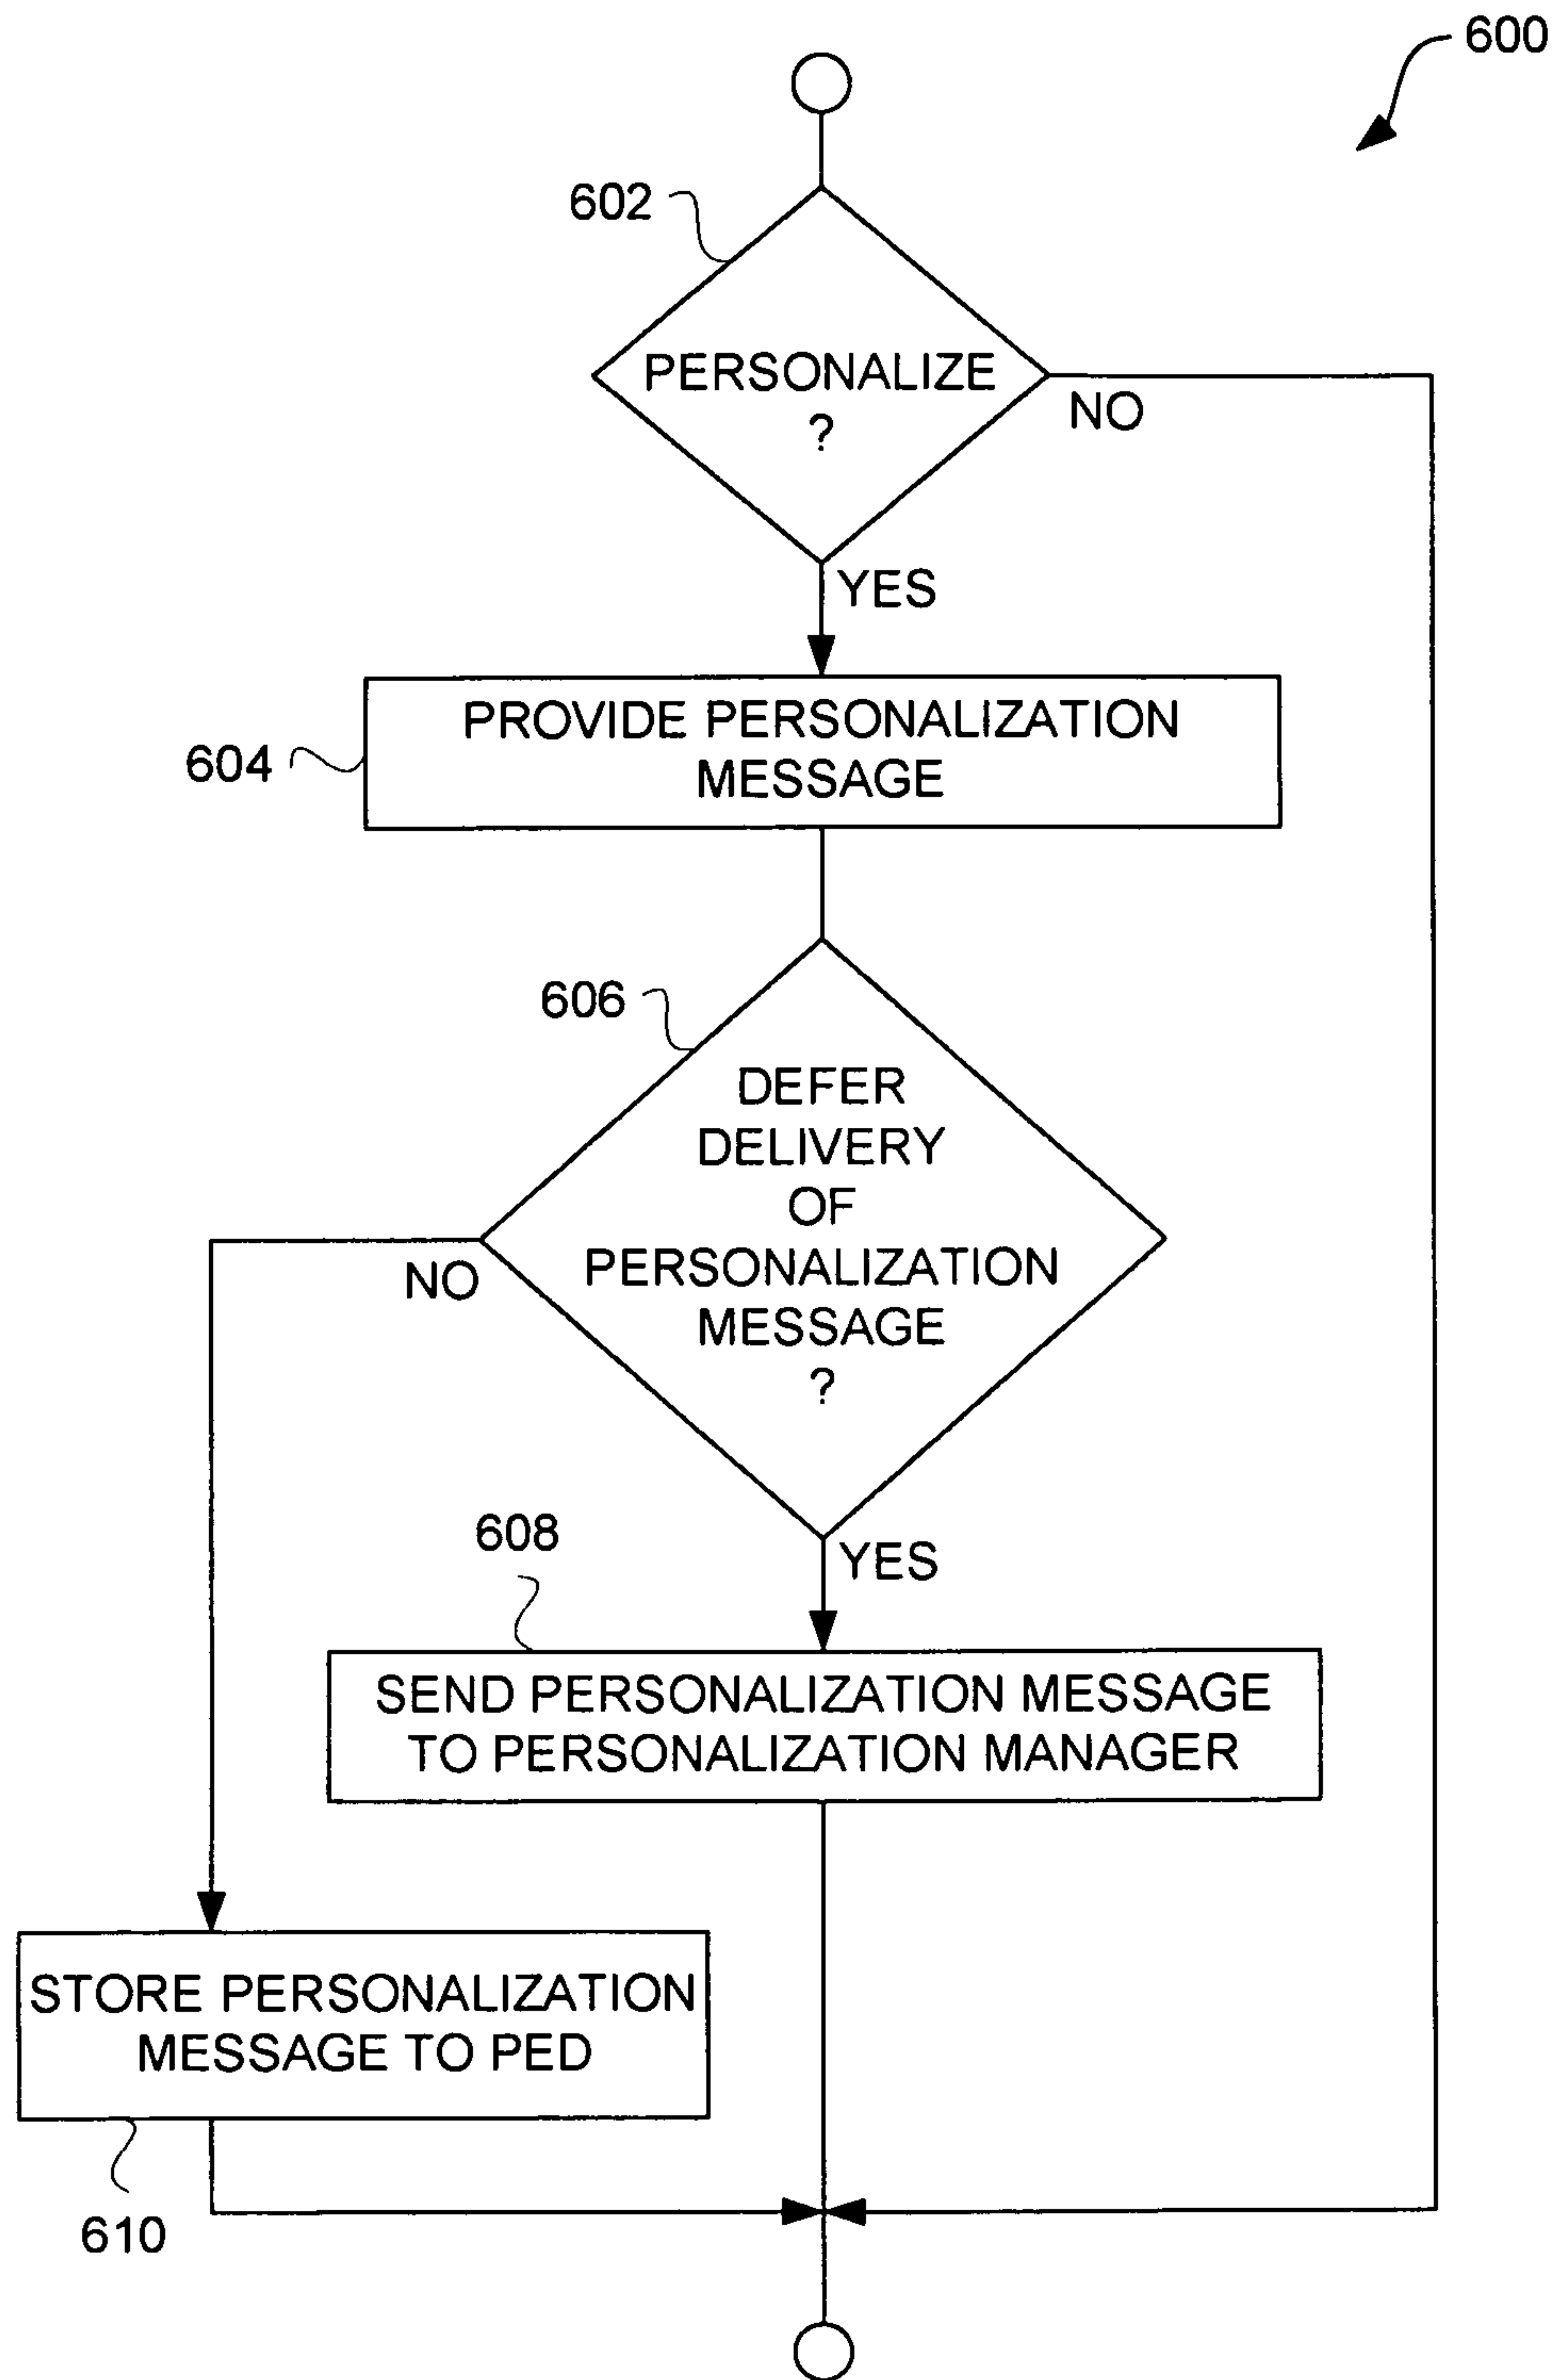 600
602
PERSONALIZE
?
NO
YES
PROVIDE PERSONALIZATION
MESSAGE
604
606
DEFER
DELIVERY
OF
PERSONALIZATION
MESSAGE
?
NO
YES
608
SEND PERSONALIZATION MESSAGE
TO PERSONALIZATION MANAGER
STORE PERSONALIZATION
MESSAGE TO PED
610